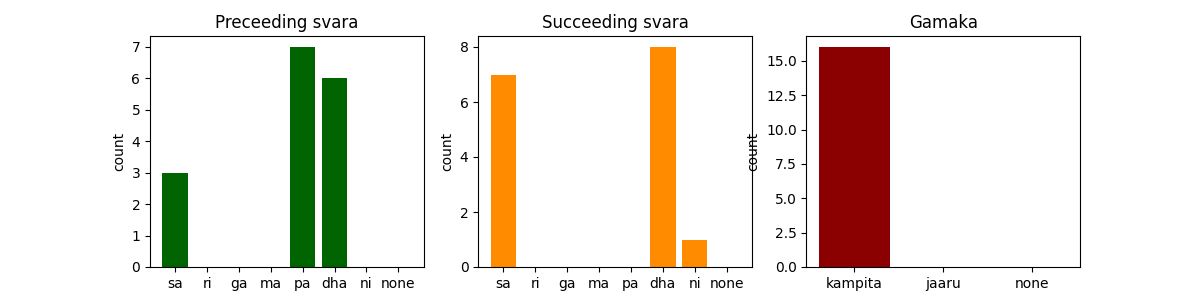 Preceeding svara
count
7
6
5
4
3
2
1
0
sa ri ga ma pa dha ni none
Succeeding svara
count
8
6
4
2
0
sa ri ga ma pa dha ni none
Gamaka
count
15.0
12.5
10.0
7.5
5.0
2.5
0.0
kampita jaaru none